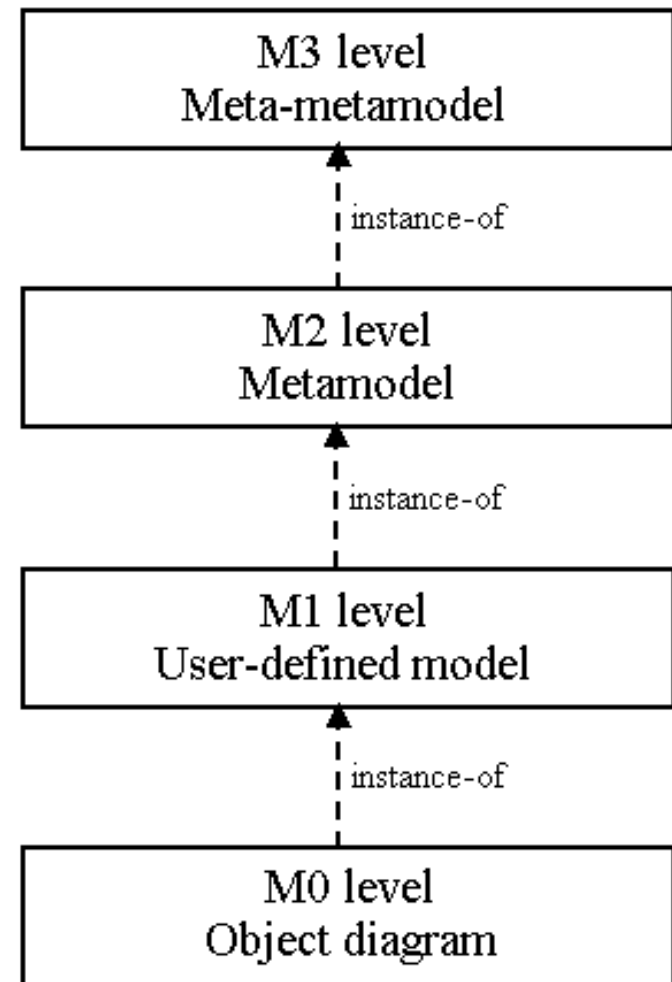 M3 level
Meta-metamodel
instance-of
M2 level
Metamodel
instance-of
M1 level
User-defined model
instance-of
M0 level
Object diagram